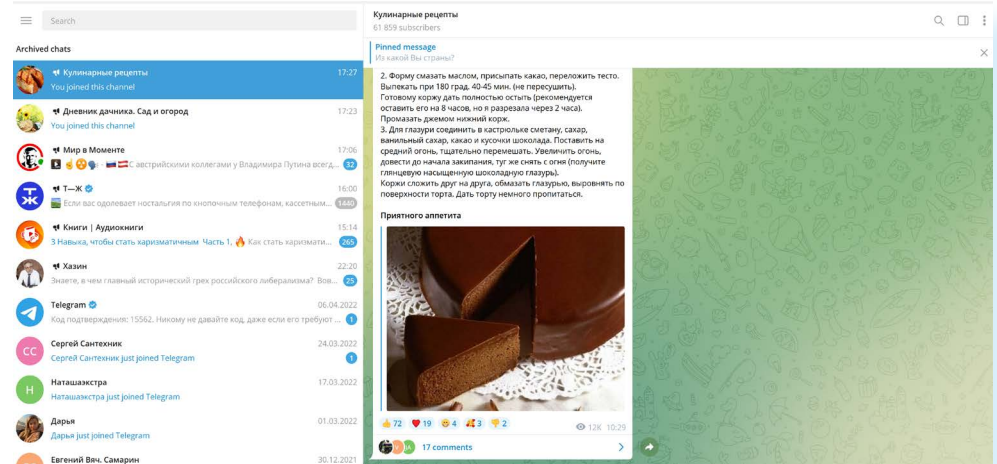 Search
Archived chats
Кулинарные рецепты 17:27
You joined this channel
Дневник дачника. Сад и огород 17:23
You joined this channel
Мир в Моменте 17:06
С австрийскими коллегами у Владимира Путина всегд... 32
Т—Ж 16:00
Если вас одолевает ностальгия по кнопочным телефонам, кассетным... 1440
Книги | Аудиокниги 15:14
3 Навыка, чтобы стать харизматичным Часть 1, 🔥 Как стать харизмати... 265
Хазин 22:20
Знаете, в чем главный исторический грех российского либерализма? Вов... 25
Telegram 06.04.2022
Код подтверждения: 15562. Никому не давайте код, даже если его требуют ... 1
СС
Сергей Сантехник 24.03.2022
Сергей Сантехник just joined Telegram 1
Н
Наташаэкстра 17.03.2022
Наташаэкстра just joined Telegram
Дарья 01.03.2022
Дарья just joined Telegram
Евгений Вяч. Самарин 30.12.2021
Кулинарные рецепты
61 859 subscribers
Pinned message
Из какой Вы страны?
2. Форму смазать маслом, присыпать какао, переложить тесто.
Выпекать при 180 град. 40-45 мин. (не пересушить).
Готовому коржу дать полностью остыть (рекомендуется
оставить его на 8 часов, но я разрезала через 2 часа).
Промазать джемом нижний корж.
3. Для глазури соединить в кастрюльке сметану, сахар,
ванильный сахар, какао и кусочки шоколада. Поставить на
средний огонь, тщательно перемешать. Увеличить огонь,
довести до начала закипания, туг же снять с огня (получите
глянцевую насыщенную шоколадную глазурь).
Коржи сложить друг на друга, обмазать глазурью, выровнять по
поверхности торта. Дать торту немного пропитаться.
Приятного аппетита
👍 72 ❤ 19 😁 4 🥰 3 👎 2
12K 10:29
17 comments